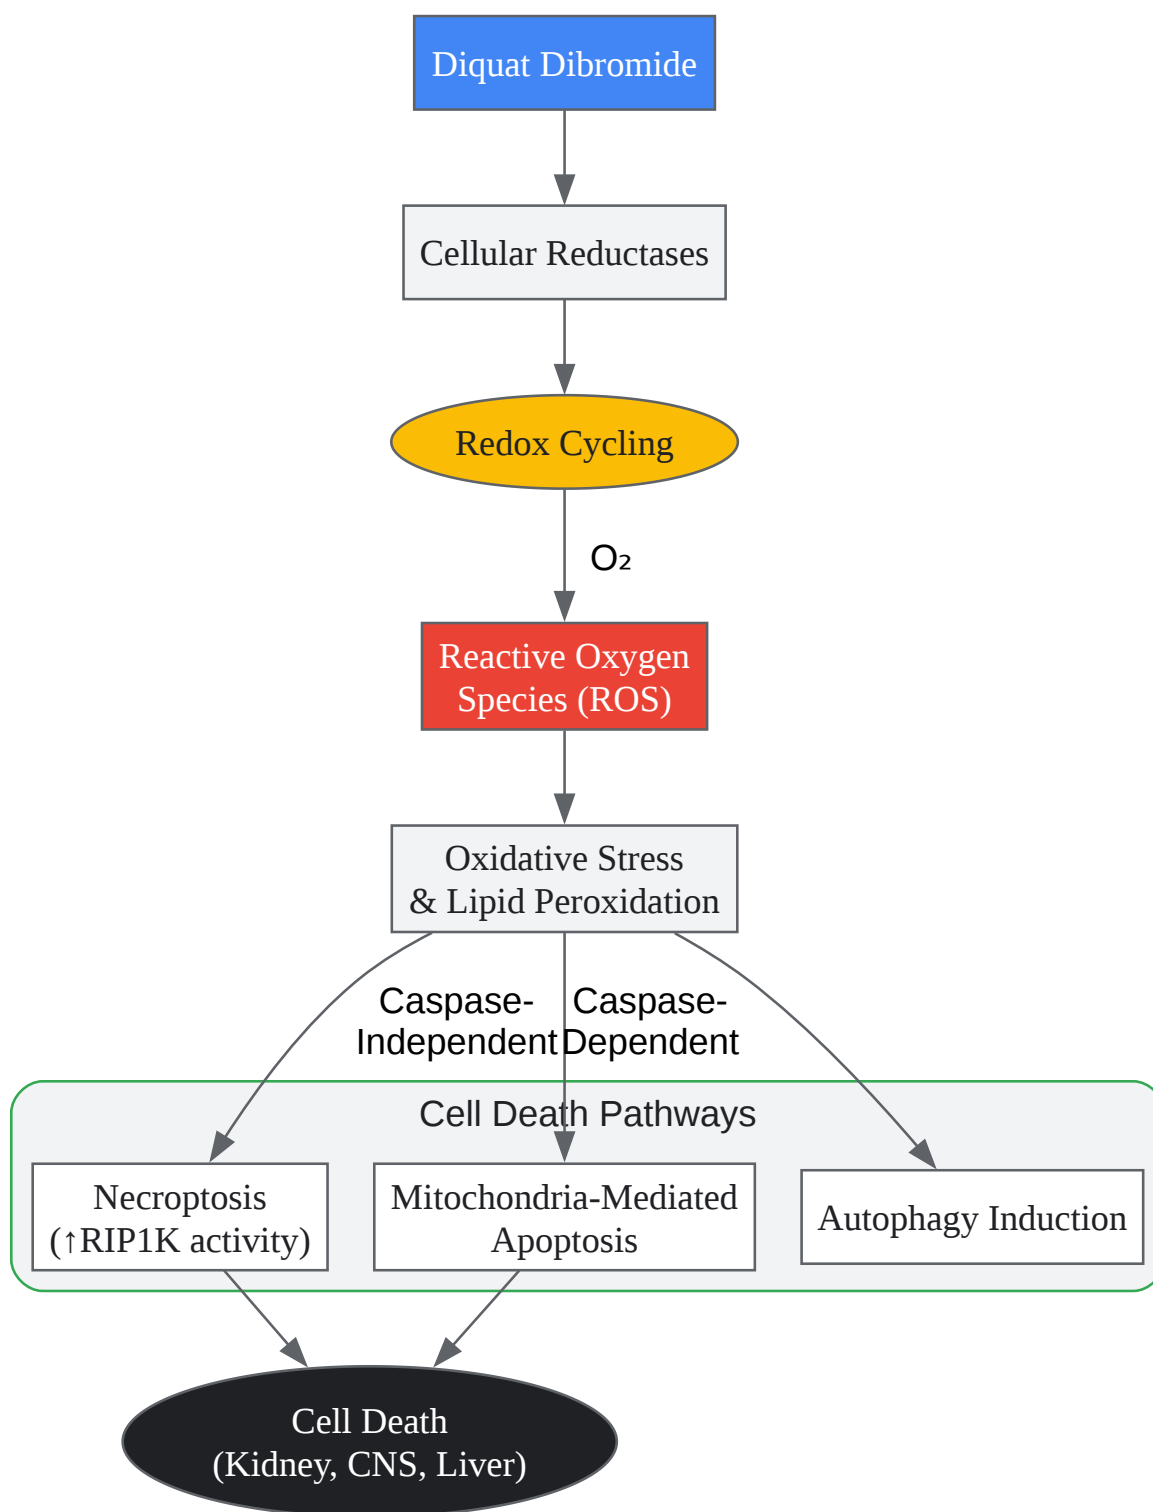 Diquat Dibromide
Cellular Reductases
Redox Cycling
O₂
Reactive Oxygen
Species (ROS)
Oxidative Stress
& Lipid Peroxidation
Caspase-
Independent
Caspase-
Dependent
Cell Death Pathways
Necroptosis
(↑RIP1K activity)
Mitochondria-Mediated
Apoptosis
Autophagy Induction
Cell Death
(Kidney, CNS, Liver)